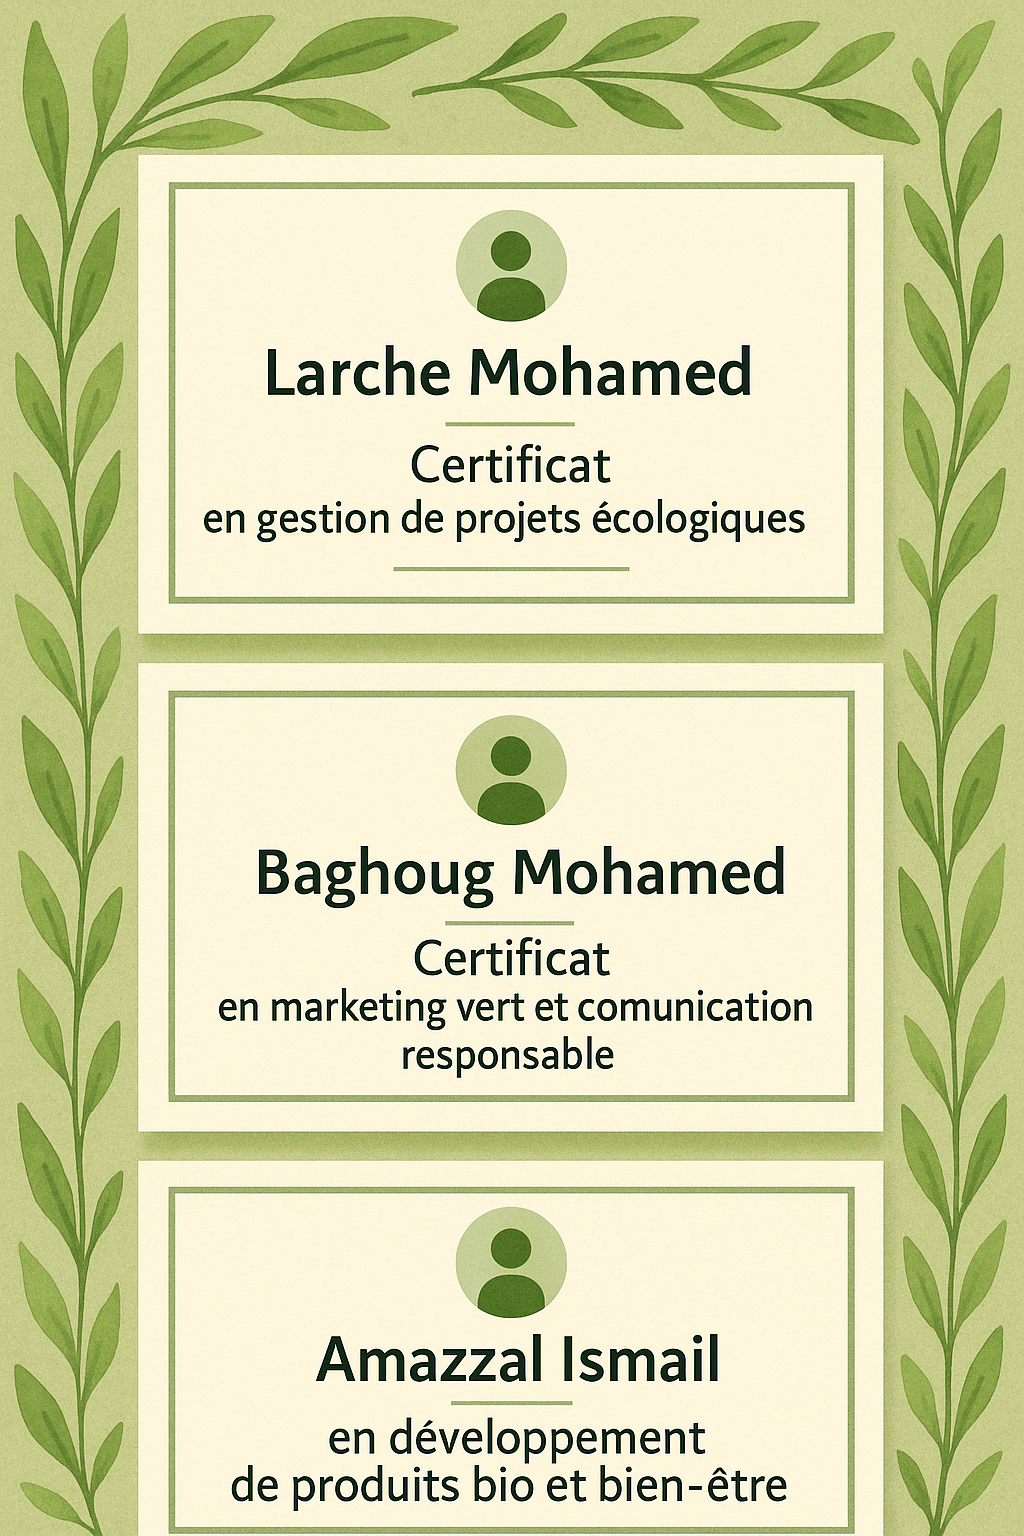 Larche Mohamed
Certificat
en gestion de projets écologiques
Baghoug Mohamed
Certificat
en marketing vert et comunication
responsable
Amazzal Ismail
en développement
de produits bio et bien-être